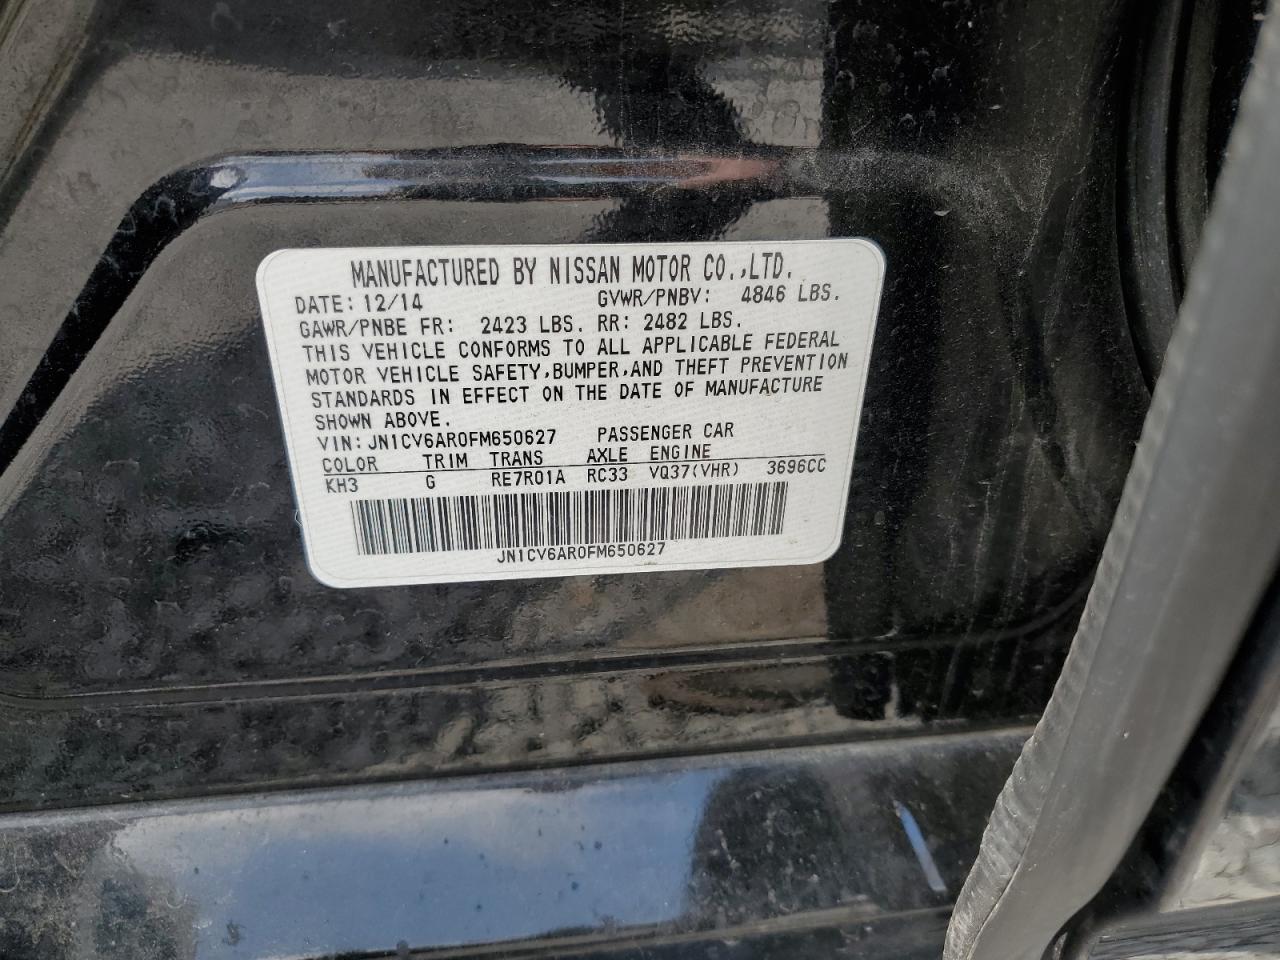 MANUFACTURED BY NISSAN MOTOR CO.,LTD.
DATE: 12/14 GVWR/PNBV: 4846 LBS.
GAWR/PNBE FR: 2423 LBS. RR: 2482 LBS.
THIS VEHICLE CONFORMS TO ALL APPLICABLE FEDERAL
MOTOR VEHICLE SAFETY,BUMPER,AND THEFT PREVENTION
STANDARDS IN EFFECT ON THE DATE OF MANUFACTURE
SHOWN ABOVE.
VIN: JN1CV6AR0FM650627 PASSENGER CAR
COLOR TRIM TRANS AXLE ENGINE
KH3 G RE7R01A RC33 VQ37(VHR) 3696CC
JN1CV6AR0FM650627